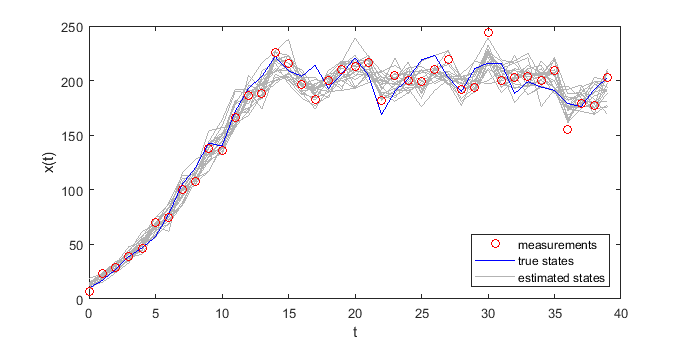 250
200
150
100
50
0
x(t)
0 5 10 15 20 25 30 35 40
t
measurements
true states
estimated states